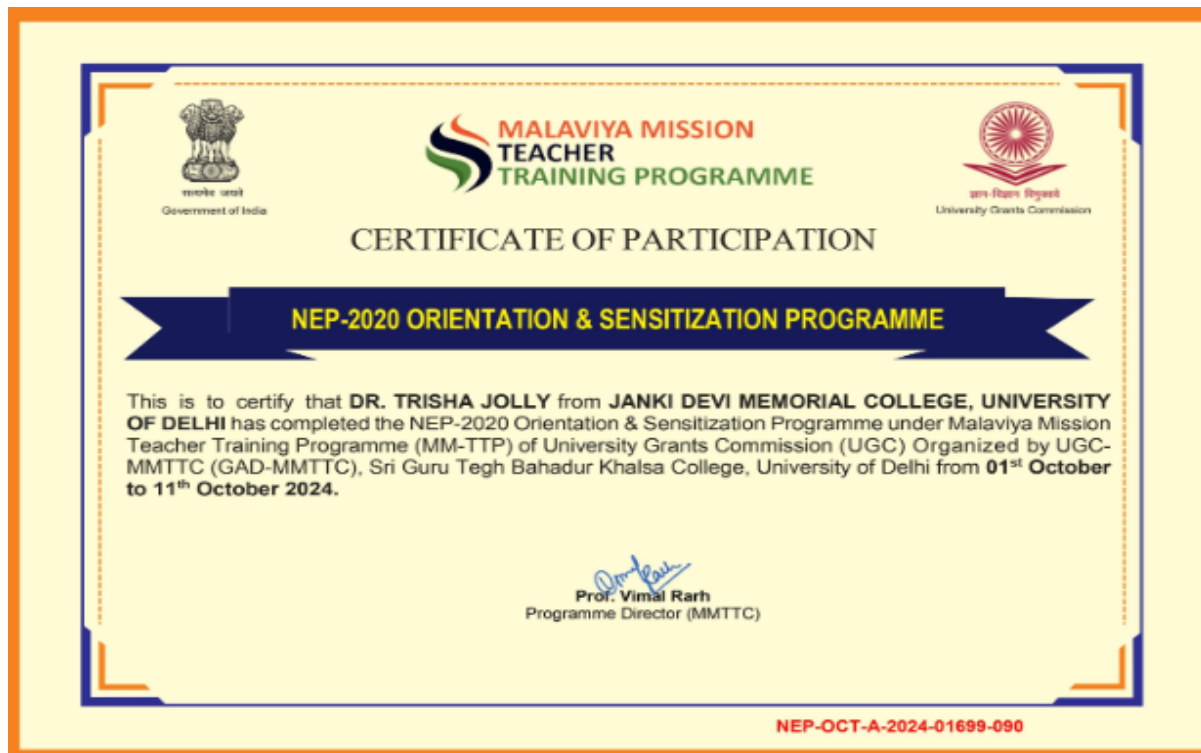 MALAVIYA MISSION
TEACHER
TRAINING PROGRAMME
सत्यमेव जयते
Government of India
ज्ञान-विज्ञान विमुक्तये
University Grants Commission
CERTIFICATE OF PARTICIPATION
NEP-2020 ORIENTATION & SENSITIZATION PROGRAMME
This is to certify that DR. TRISHA JOLLY from JANKI DEVI MEMORIAL COLLEGE, UNIVERSITY
OF DELHI has completed the NEP-2020 Orientation & Sensitization Programme under Malaviya Mission
Teacher Training Programme (MM-TTP) of University Grants Commission (UGC) Organized by UGC-
MMTTC (GAD-MMTTC), Sri Guru Tegh Bahadur Khalsa College, University of Delhi from 01st October
to 11th October 2024.
Prof. Vimal Rarh
Programme Director (MMTTC)
NEP-OCT-A-2024-01699-090